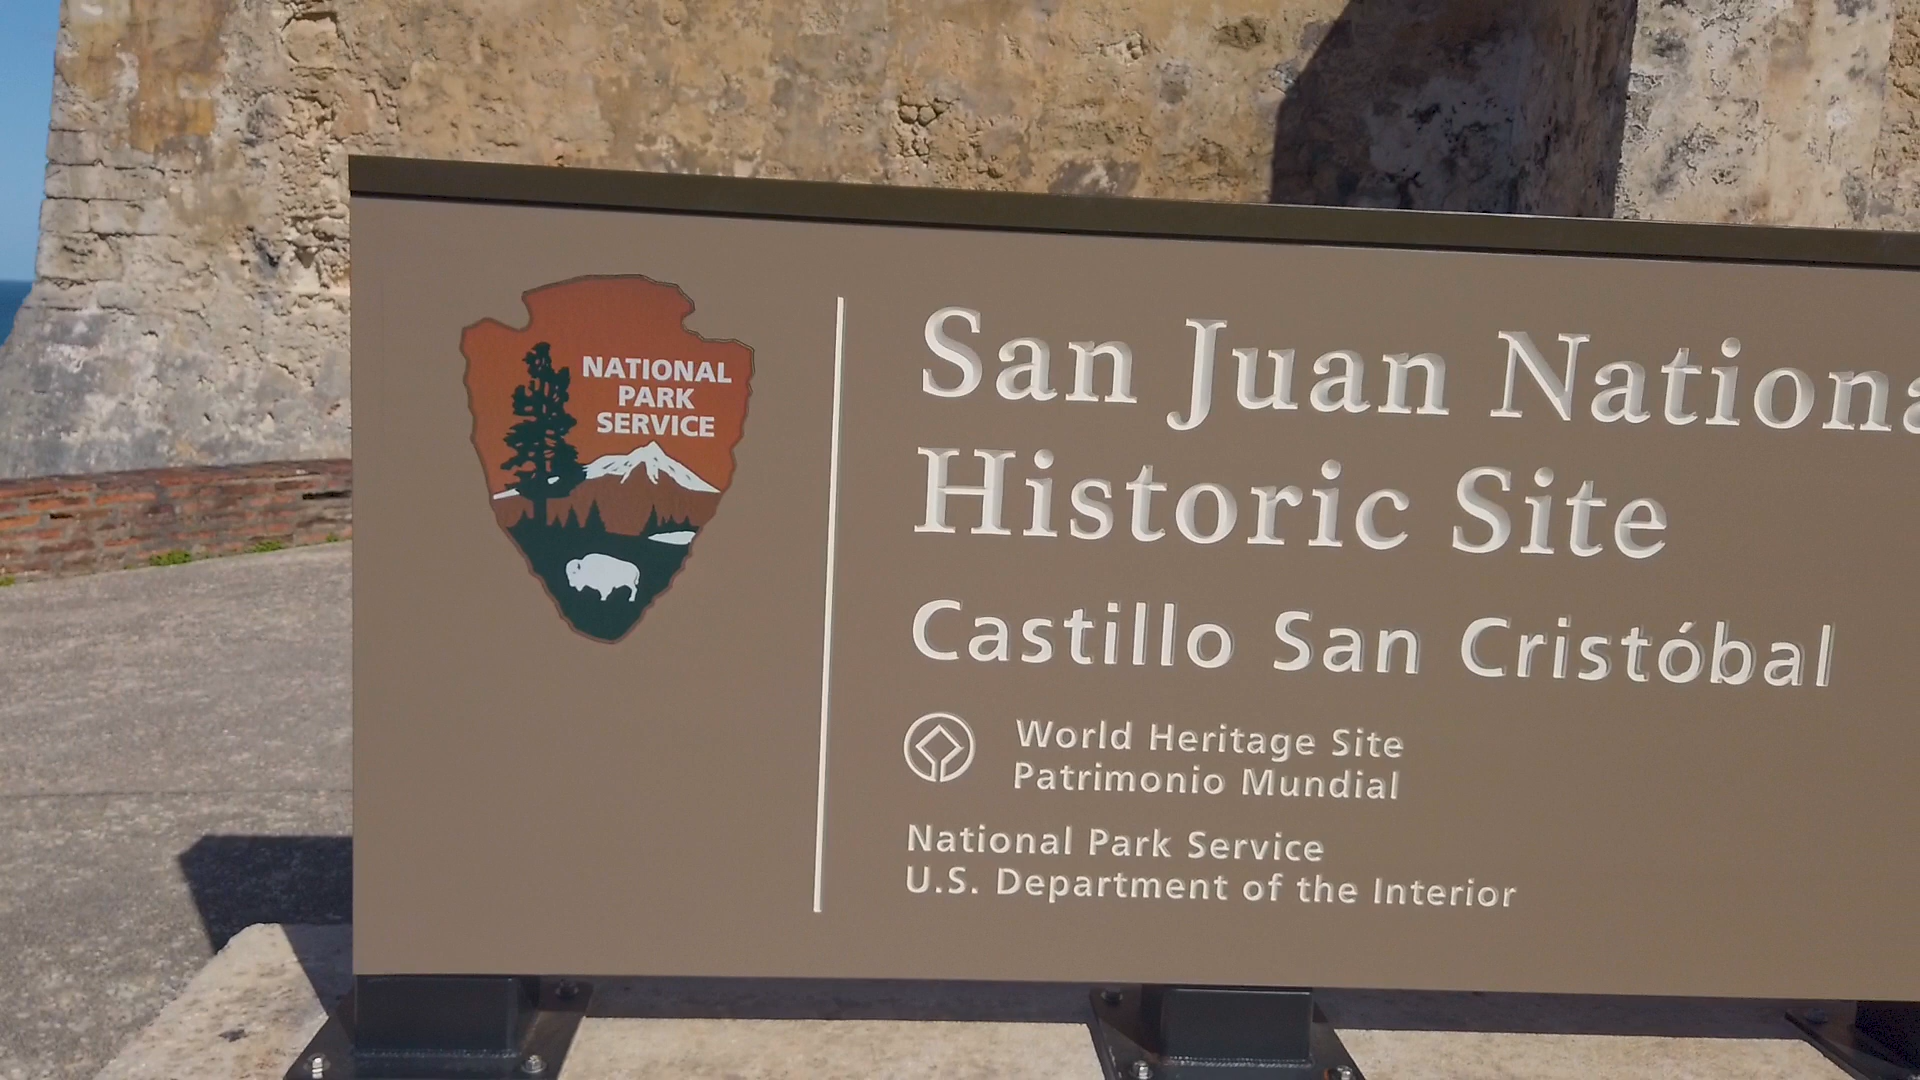 NATIONAL
PARK
SERVICE
San Juan Nationa
Historic Site
Castillo San Cristóbal
World Heritage Site
Patrimonio Mundial
National Park Service
U.S. Department of the Interior